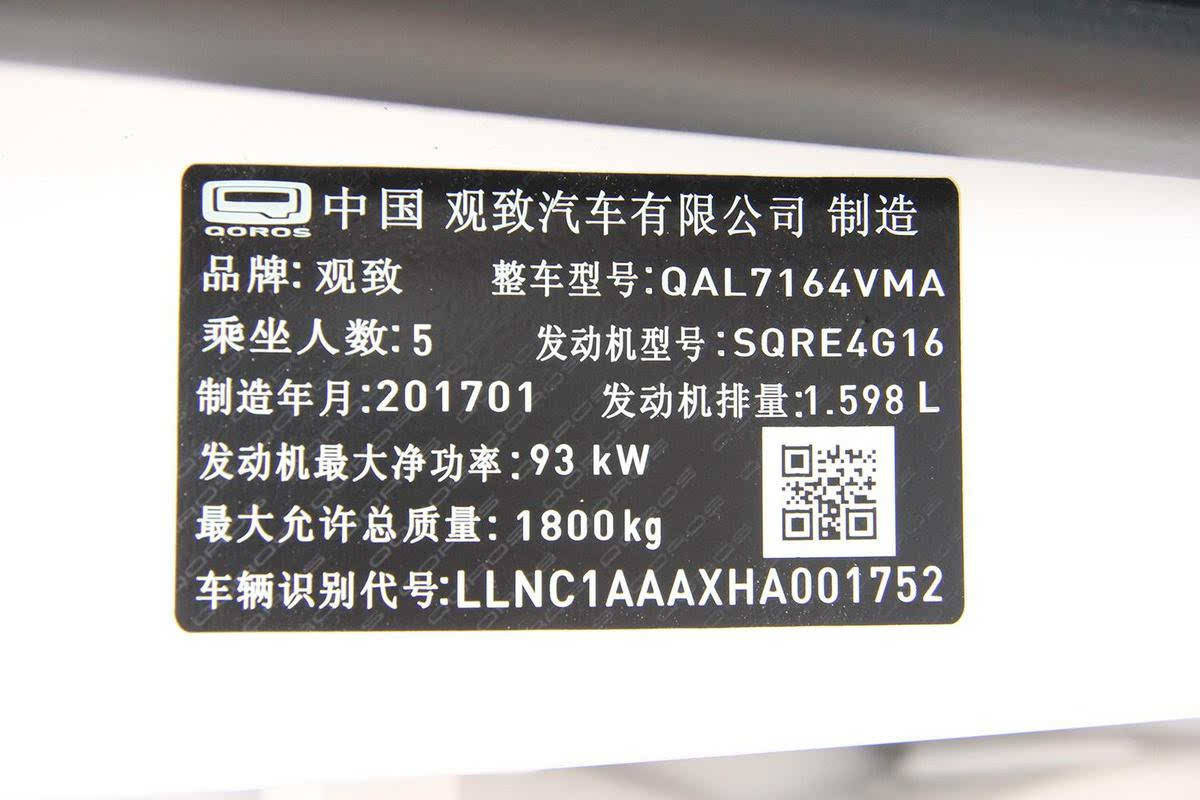 QOROS 中国 观致汽车有限公司 制造
品牌: 观致 整车型号:QAL7164VMA
乘坐人数:5 发动机型号:SQRE4G16
制造年月:201701 发动机排量:1.598 L
发动机最大净功率:93 kW
最大允许总质量: 1800kg
车辆识别代号:LLNC1AAAXHA001752